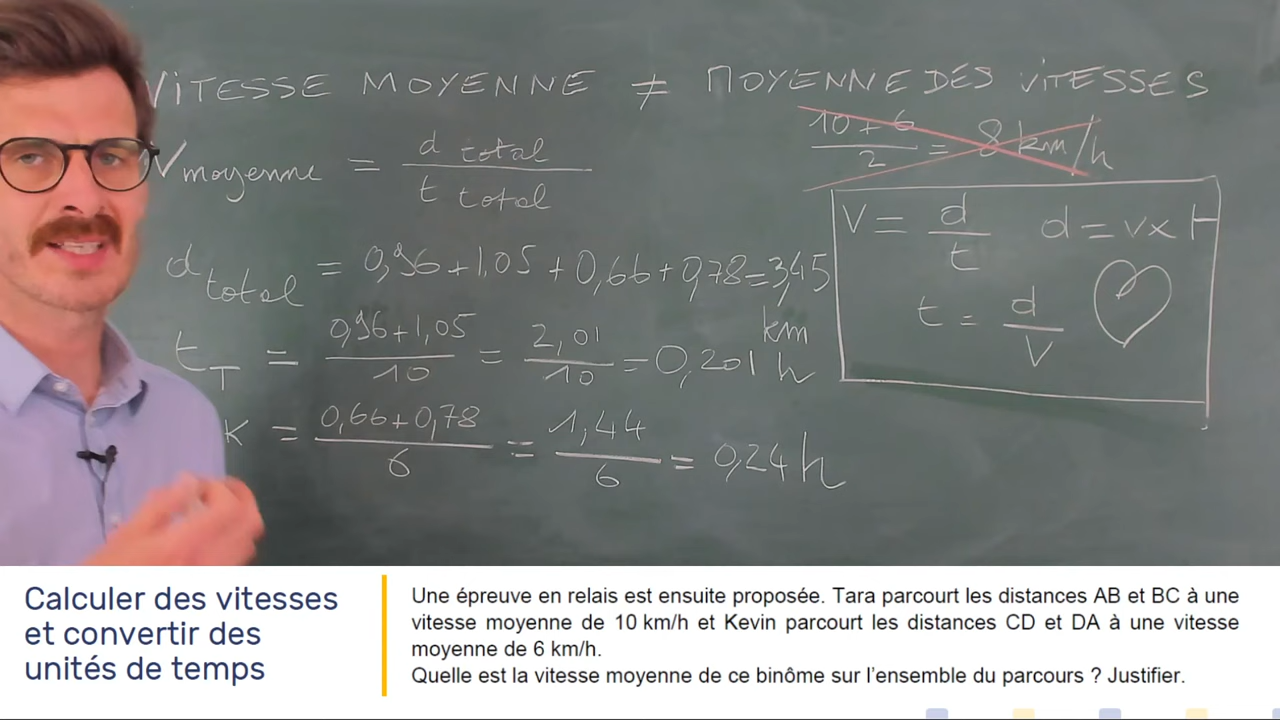 VITESSE MOYENNE ≠ MOYENNE DES VITESSES
10 + 6 / 2 = 8 km/h
V moyenne = d total / t total
V = d / t d = v x t
d total = 0,96 + 1,05 + 0,66 + 0,78 = 3,45 km
t = d / V
t T = 0,96 + 1,05 / 10 = 2,01 / 10 = 0,201 h
K = 0,66 + 0,78 / 6 = 1,44 / 6 = 0,24 h
Calculer des vitesses
et convertir des
unités de temps
Une épreuve en relais est ensuite proposée. Tara parcourt les distances AB et BC à une
vitesse moyenne de 10 km/h et Kevin parcourt les distances CD et DA à une vitesse
moyenne de 6 km/h.
Quelle est la vitesse moyenne de ce binôme sur l'ensemble du parcours ? Justifier.